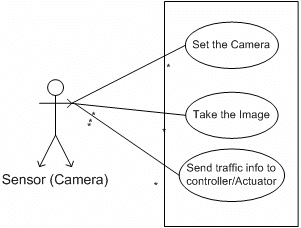 Set the Camera
*
*
*
*
Take the Image
*
Sensor (Camera)
*
Send traffic info to
controller/Actuator